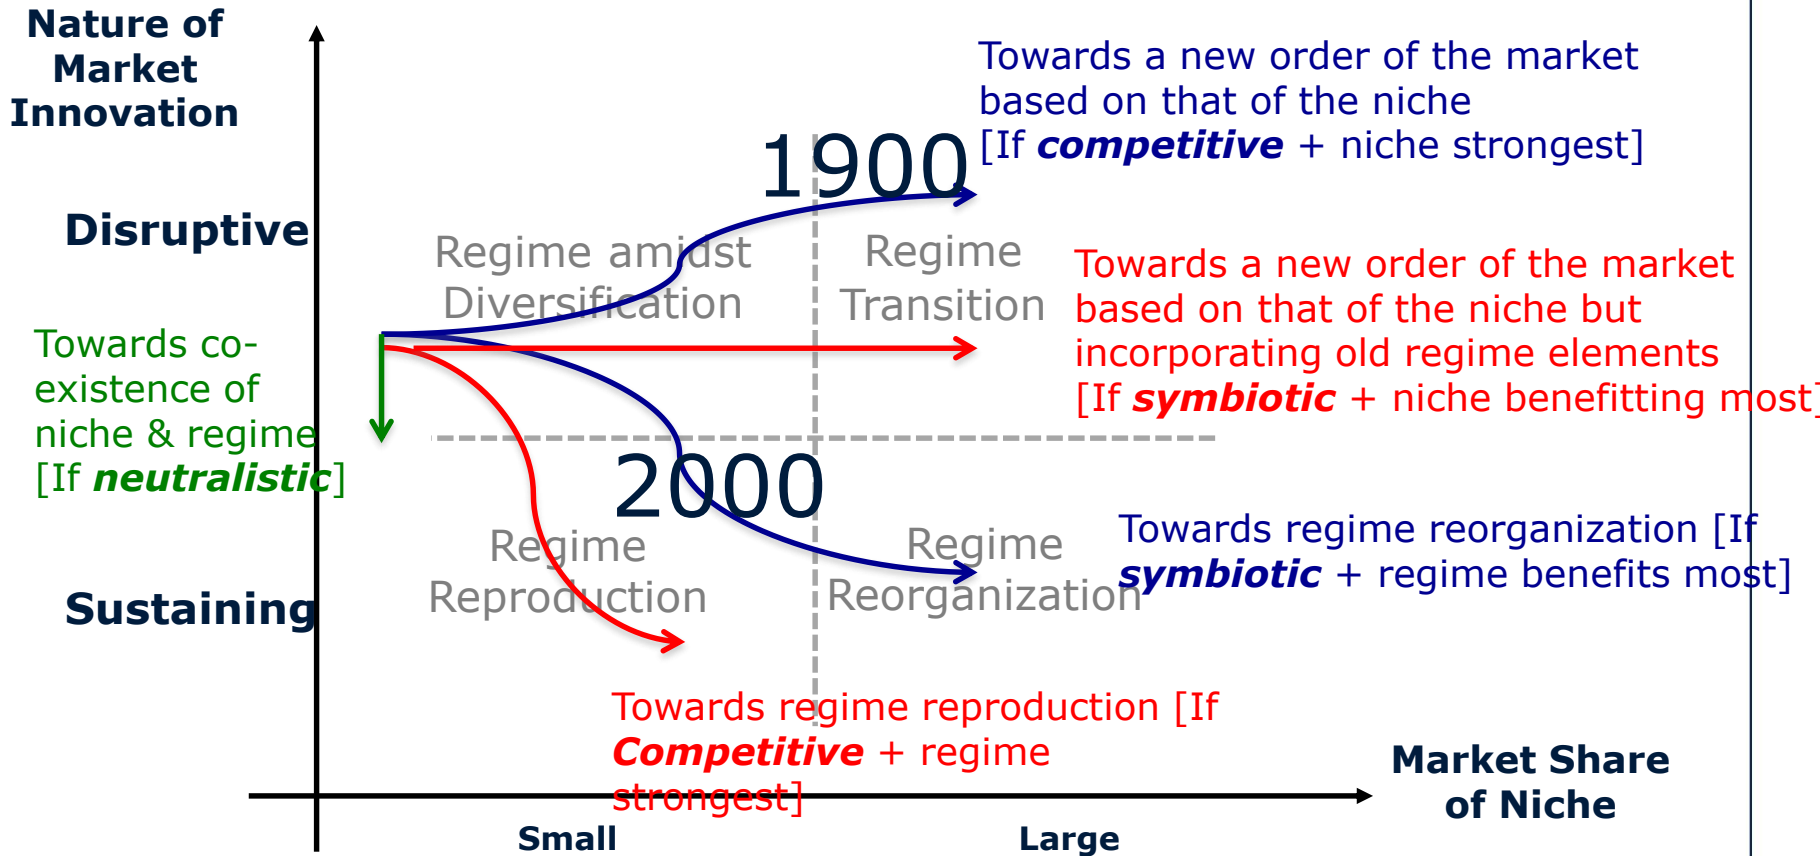 Nature of
Market
Innovation
Towards a new order of the market
based on that of the niche
[If competitive + niche strongest]
1900
Disruptive
Regime amidst
Diversification
Regime
Transition
Towards a new order of the market
based on that of the niche but
incorporating old regime elements
[If symbiotic + niche benefitting most]
Towards co-
existence of
niche & regime
[If neutralistic]
2000
Regime
Reproduction
Regime
Reorganization
Towards regime reorganization [If
symbiotic + regime benefits most]
Sustaining
Towards regime reproduction [If
Competitive + regime
strongest]
Market Share
of Niche
Small
Large